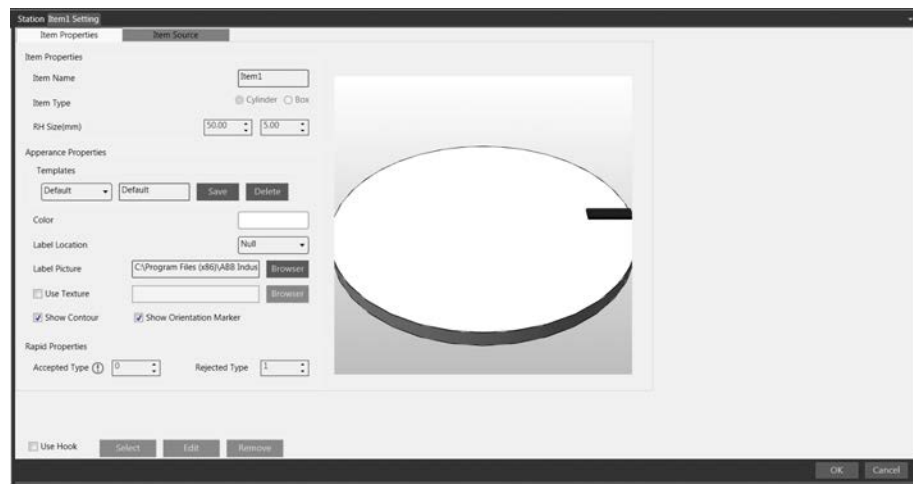 Station Item1 Setting
Item Properties Item Source
Item Properties
Item Name Item1
Item Type Cylinder Box
RH Size(mm) 50.00 5.00
Apperance Properties
Templates
Default Default Save Delete
Color
Label Location Null
Label Picture C:\Program Files (x86)\ABB Indus Browser
Use Texture Browser
Show Contour Show Orientation Marker
Rapid Properties
Accepted Type 0 Rejected Type 1
Use Hook Select Edit Remove
OK Cancel